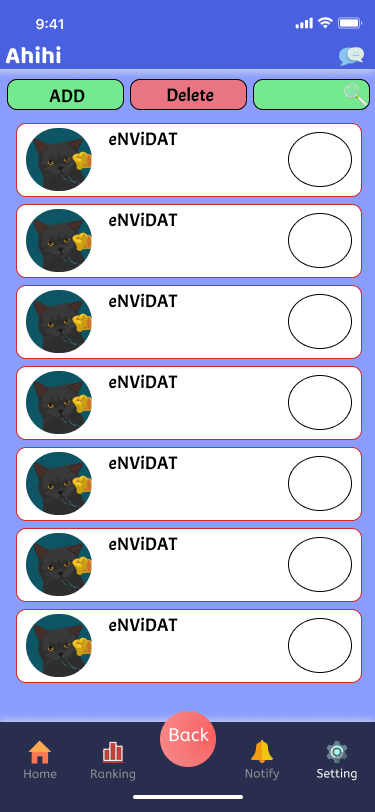 9:41
Ahihi
ADD Delete
eNViDAT
eNViDAT
eNViDAT
eNViDAT
eNViDAT
eNViDAT
eNViDAT
Back
Home Ranking Notify Setting